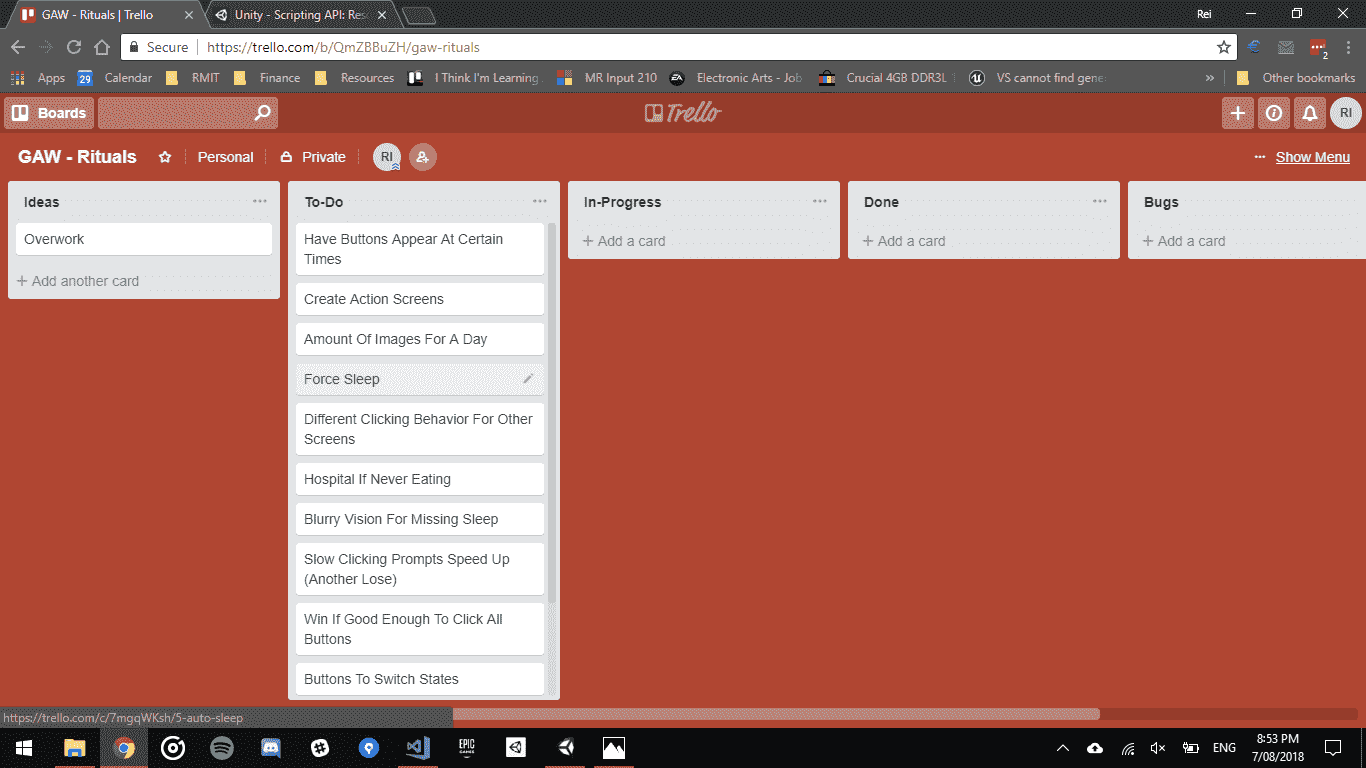 GAW - Rituals | Trello
Unity - Scripting API: Res
Rei
Secure
https://trello.com/b/QmZBBuZH/gaw-rituals
2
Apps
29
Calendar
RMIT
Finance
Resources
I Think I'm Learning
MR Input 210
EA
Electronic Arts - Job
Crucial 4GB DDR3L
VS cannot find gene
»
Other bookmarks
Boards
Trello
RI
GAW - Rituals
Personal
Private
RI
··· Show Menu
Ideas
Overwork
+ Add another card
To-Do
Have Buttons Appear At Certain
Times
Create Action Screens
Amount Of Images For A Day
Force Sleep
Different Clicking Behavior For Other
Screens
Hospital If Never Eating
Blurry Vision For Missing Sleep
Slow Clicking Prompts Speed Up
(Another Lose)
Win If Good Enough To Click All
Buttons
Buttons To Switch States
In-Progress
+ Add a card
Done
+ Add a card
Bugs
+ Add a card
https://trello.com/c/7mgqWKsh/5-auto-sleep
EPIC
GAMES
ENG
8:53 PM
7/08/2018